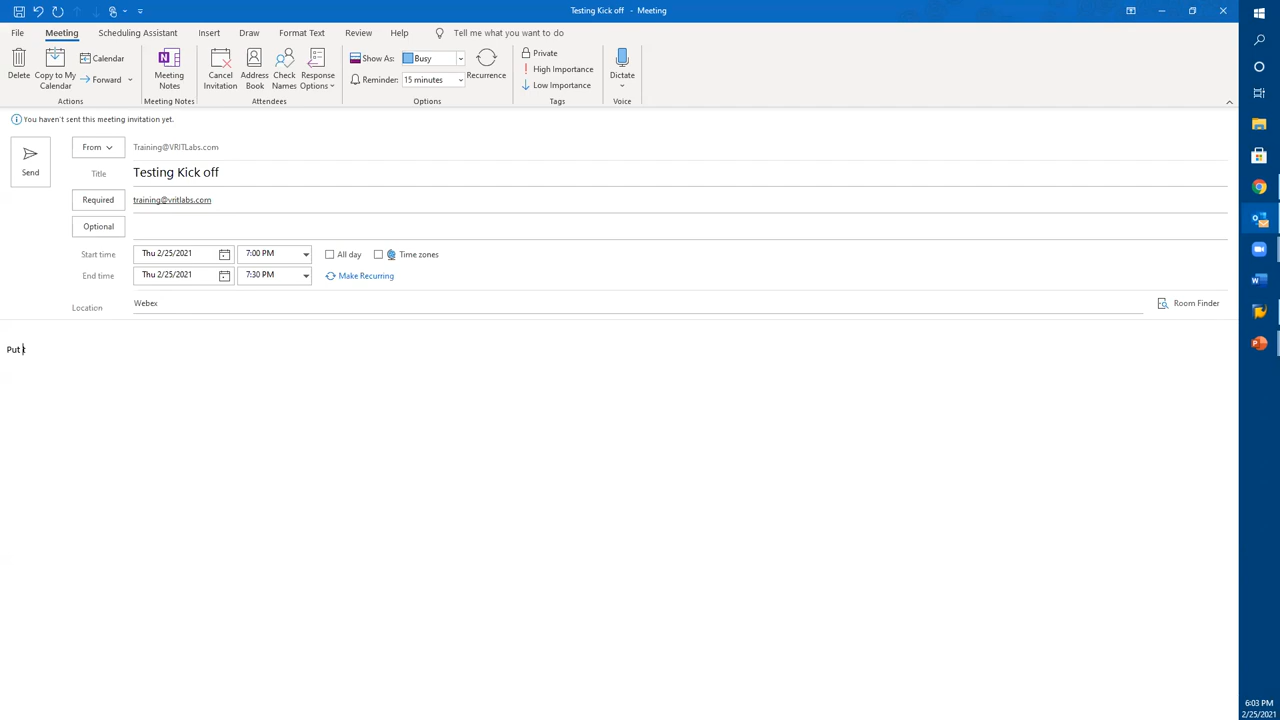 Testing Kick off - Meeting
File Meeting Scheduling Assistant Insert Draw Format Text Review Help Tell me what you want to do
Delete
Copy to My Calendar
Calendar
Forward
Actions
Meeting Notes
Meeting Notes
Cancel Invitation
Address Book
Check Names
Response Options
Attendees
Show As: Busy
Reminder: 15 minutes
Recurrence
Options
Private
High Importance
Low Importance
Tags
Dictate
Voice
You haven't sent this meeting invitation yet.
Send
From Training@VRITLabs.com
Title Testing Kick off
Required training@vritlabs.com
Optional
Start time Thu 2/25/2021 7:00 PM All day Time zones
End time Thu 2/25/2021 7:30 PM Make Recurring
Location Webex Room Finder
Put t
6:03 PM
2/25/2021